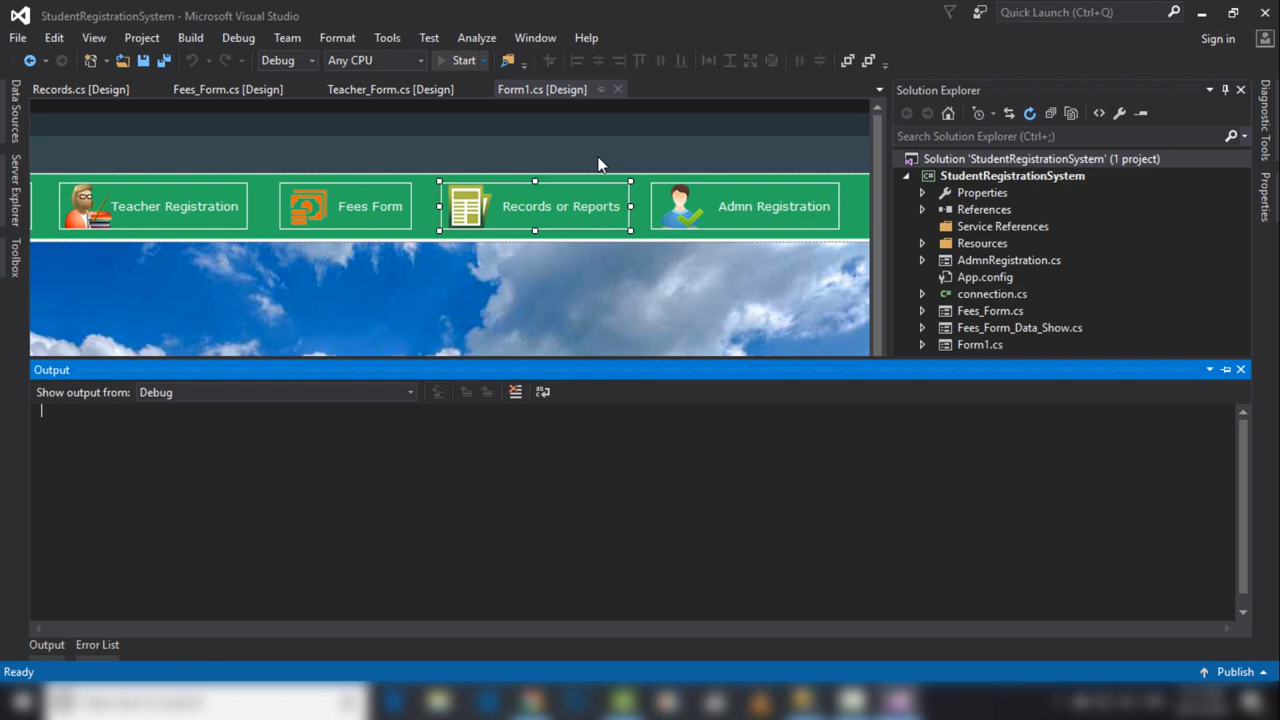 StudentRegistrationSystem - Microsoft Visual Studio
Quick Launch (Ctrl+Q)
File Edit View Project Build Debug Team Format Tools Test Analyze Window Help
Sign in
Debug Any CPU Start
Records.cs [Design] Fees_Form.cs [Design] Teacher_Form.cs [Design] Form1.cs [Design]
Data Sources
Server Explorer
Toolbox
Teacher Registration Fees Form Records or Reports Admn Registration
Solution Explorer
Search Solution Explorer (Ctrl+;)
Solution 'StudentRegistrationSystem' (1 project)
StudentRegistrationSystem
Properties
References
Service References
Resources
AdmnRegistration.cs
App.config
connection.cs
Fees_Form.cs
Fees_Form_Data_Show.cs
Form1.cs
Diagnostic Tools
Properties
Output
Show output from: Debug
Output Error List
Ready
Publish